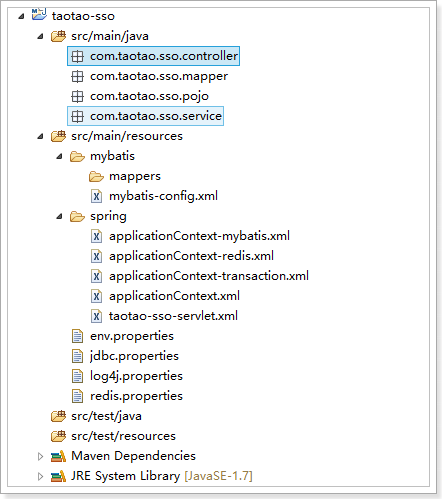 taotao-sso
src/main/java
com.taotao.sso.controller
com.taotao.sso.mapper
com.taotao.sso.pojo
com.taotao.sso.service
src/main/resources
mybatis
mappers
mybatis-config.xml
spring
applicationContext-mybatis.xml
applicationContext-redis.xml
applicationContext-transaction.xml
applicationContext.xml
taotao-sso-servlet.xml
env.properties
jdbc.properties
log4j.properties
redis.properties
src/test/java
src/test/resources
Maven Dependencies
JRE System Library [JavaSE-1.7]